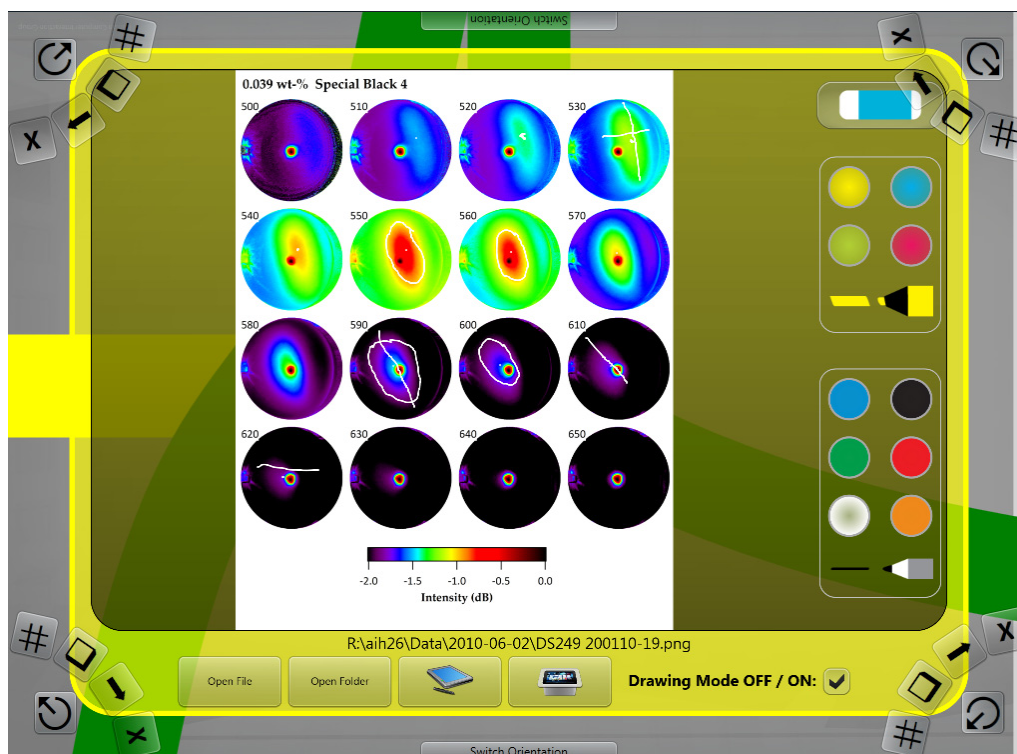 Switch Orientation
0.039 wt-% Special Black 4
500 510 520 530
540 550 560 570
580 590 600 610
620 630 640 650
-2.0 -1.5 -1.0 -0.5 0.0
Intensity (dB)
R:\aih26\Data\2010-06-02\DS249 200110-19.png
Open File Open Folder Drawing Mode OFF / ON:
Switch Orientation